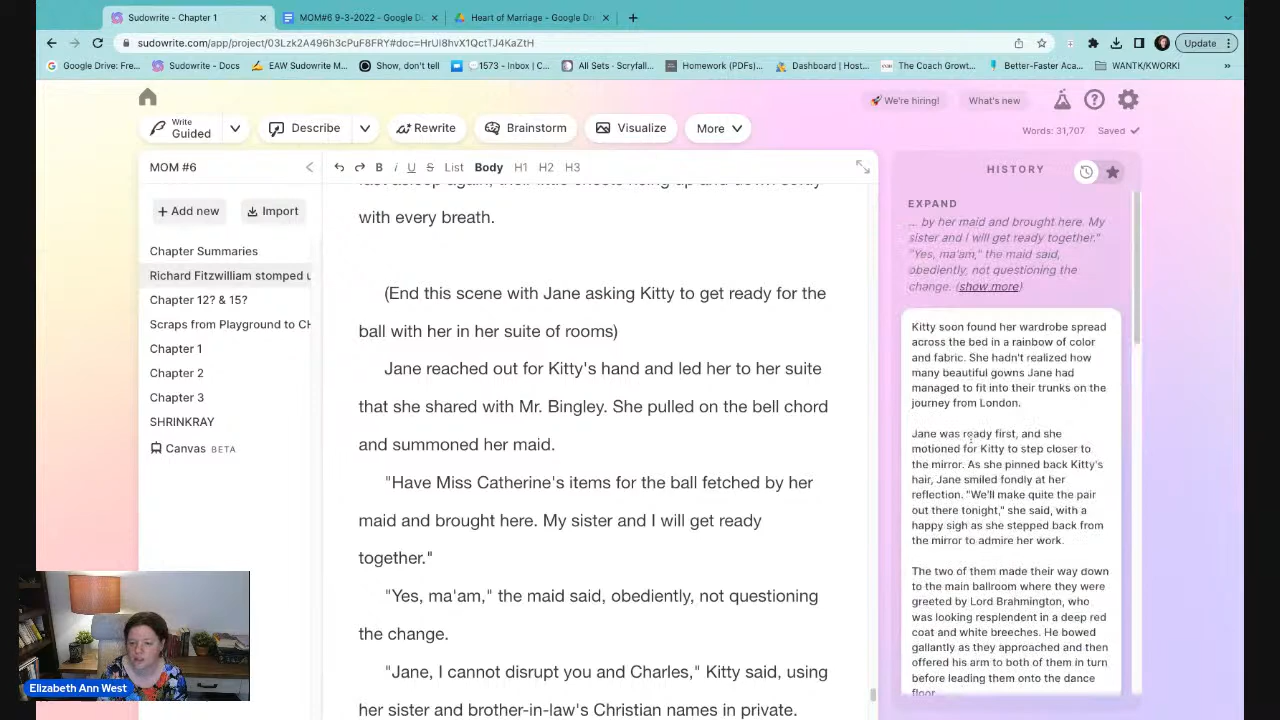 Sudowrite - Chapter 1
MOM#6 9-3-2022 - Google D
Heart of Marriage - Google Dri
sudowrite.com/app/project/03Lzk2A496h3cPuF8FRY#doc=HrUi8hvX1QctTJ4KaZtH
Update
Google Drive: Fre...
Sudowrite - Docs
EAW Sudowrite M...
Show, don't tell
1573 - Inbox | C...
All Sets · Scryfall...
Homework (PDFs)...
Dashboard | Host...
The Coach Growt...
Better-Faster Aca...
WANTK/KWORKI
We're hiring!
What's new
Write
Guided
Describe
Rewrite
Brainstorm
Visualize
More
Words: 31,707
Saved
MOM #6
B i U S List Body H1 H2 H3
HISTORY
+ Add new
Import
Chapter Summaries
Richard Fitzwilliam stomped u
Chapter 12? & 15?
Scraps from Playground to CH
Chapter 1
Chapter 2
Chapter 3
SHRINKRAY
Canvas BETA
fast asleep again, their little chests rising up and down softly
with every breath.
(End this scene with Jane asking Kitty to get ready for the
ball with her in her suite of rooms)
Jane reached out for Kitty's hand and led her to her suite
that she shared with Mr. Bingley. She pulled on the bell chord
and summoned her maid.
"Have Miss Catherine's items for the ball fetched by her
maid and brought here. My sister and I will get ready
together."
"Yes, ma'am," the maid said, obediently, not questioning
the change.
"Jane, I cannot disrupt you and Charles," Kitty said, using
her sister and brother-in-law's Christian names in private.
EXPAND
... by her maid and brought here. My
sister and I will get ready together."
"Yes, ma'am," the maid said,
obediently, not questioning the
change. (show more)
Kitty soon found her wardrobe spread
across the bed in a rainbow of color
and fabric. She hadn't realized how
many beautiful gowns Jane had
managed to fit into their trunks on the
journey from London.
Jane was ready first, and she
motioned for Kitty to step closer to
the mirror. As she pinned back Kitty's
hair, Jane smiled fondly at her
reflection. "We'll make quite the pair
out there tonight," she said, with a
happy sigh as she stepped back from
the mirror to admire her work.
The two of them made their way down
to the main ballroom where they were
greeted by Lord Brahmington, who
was looking resplendent in a deep red
coat and white breeches. He bowed
gallantly as they approached and then
offered his arm to both of them in turn
before leading them onto the dance
floor.
Elizabeth Ann West